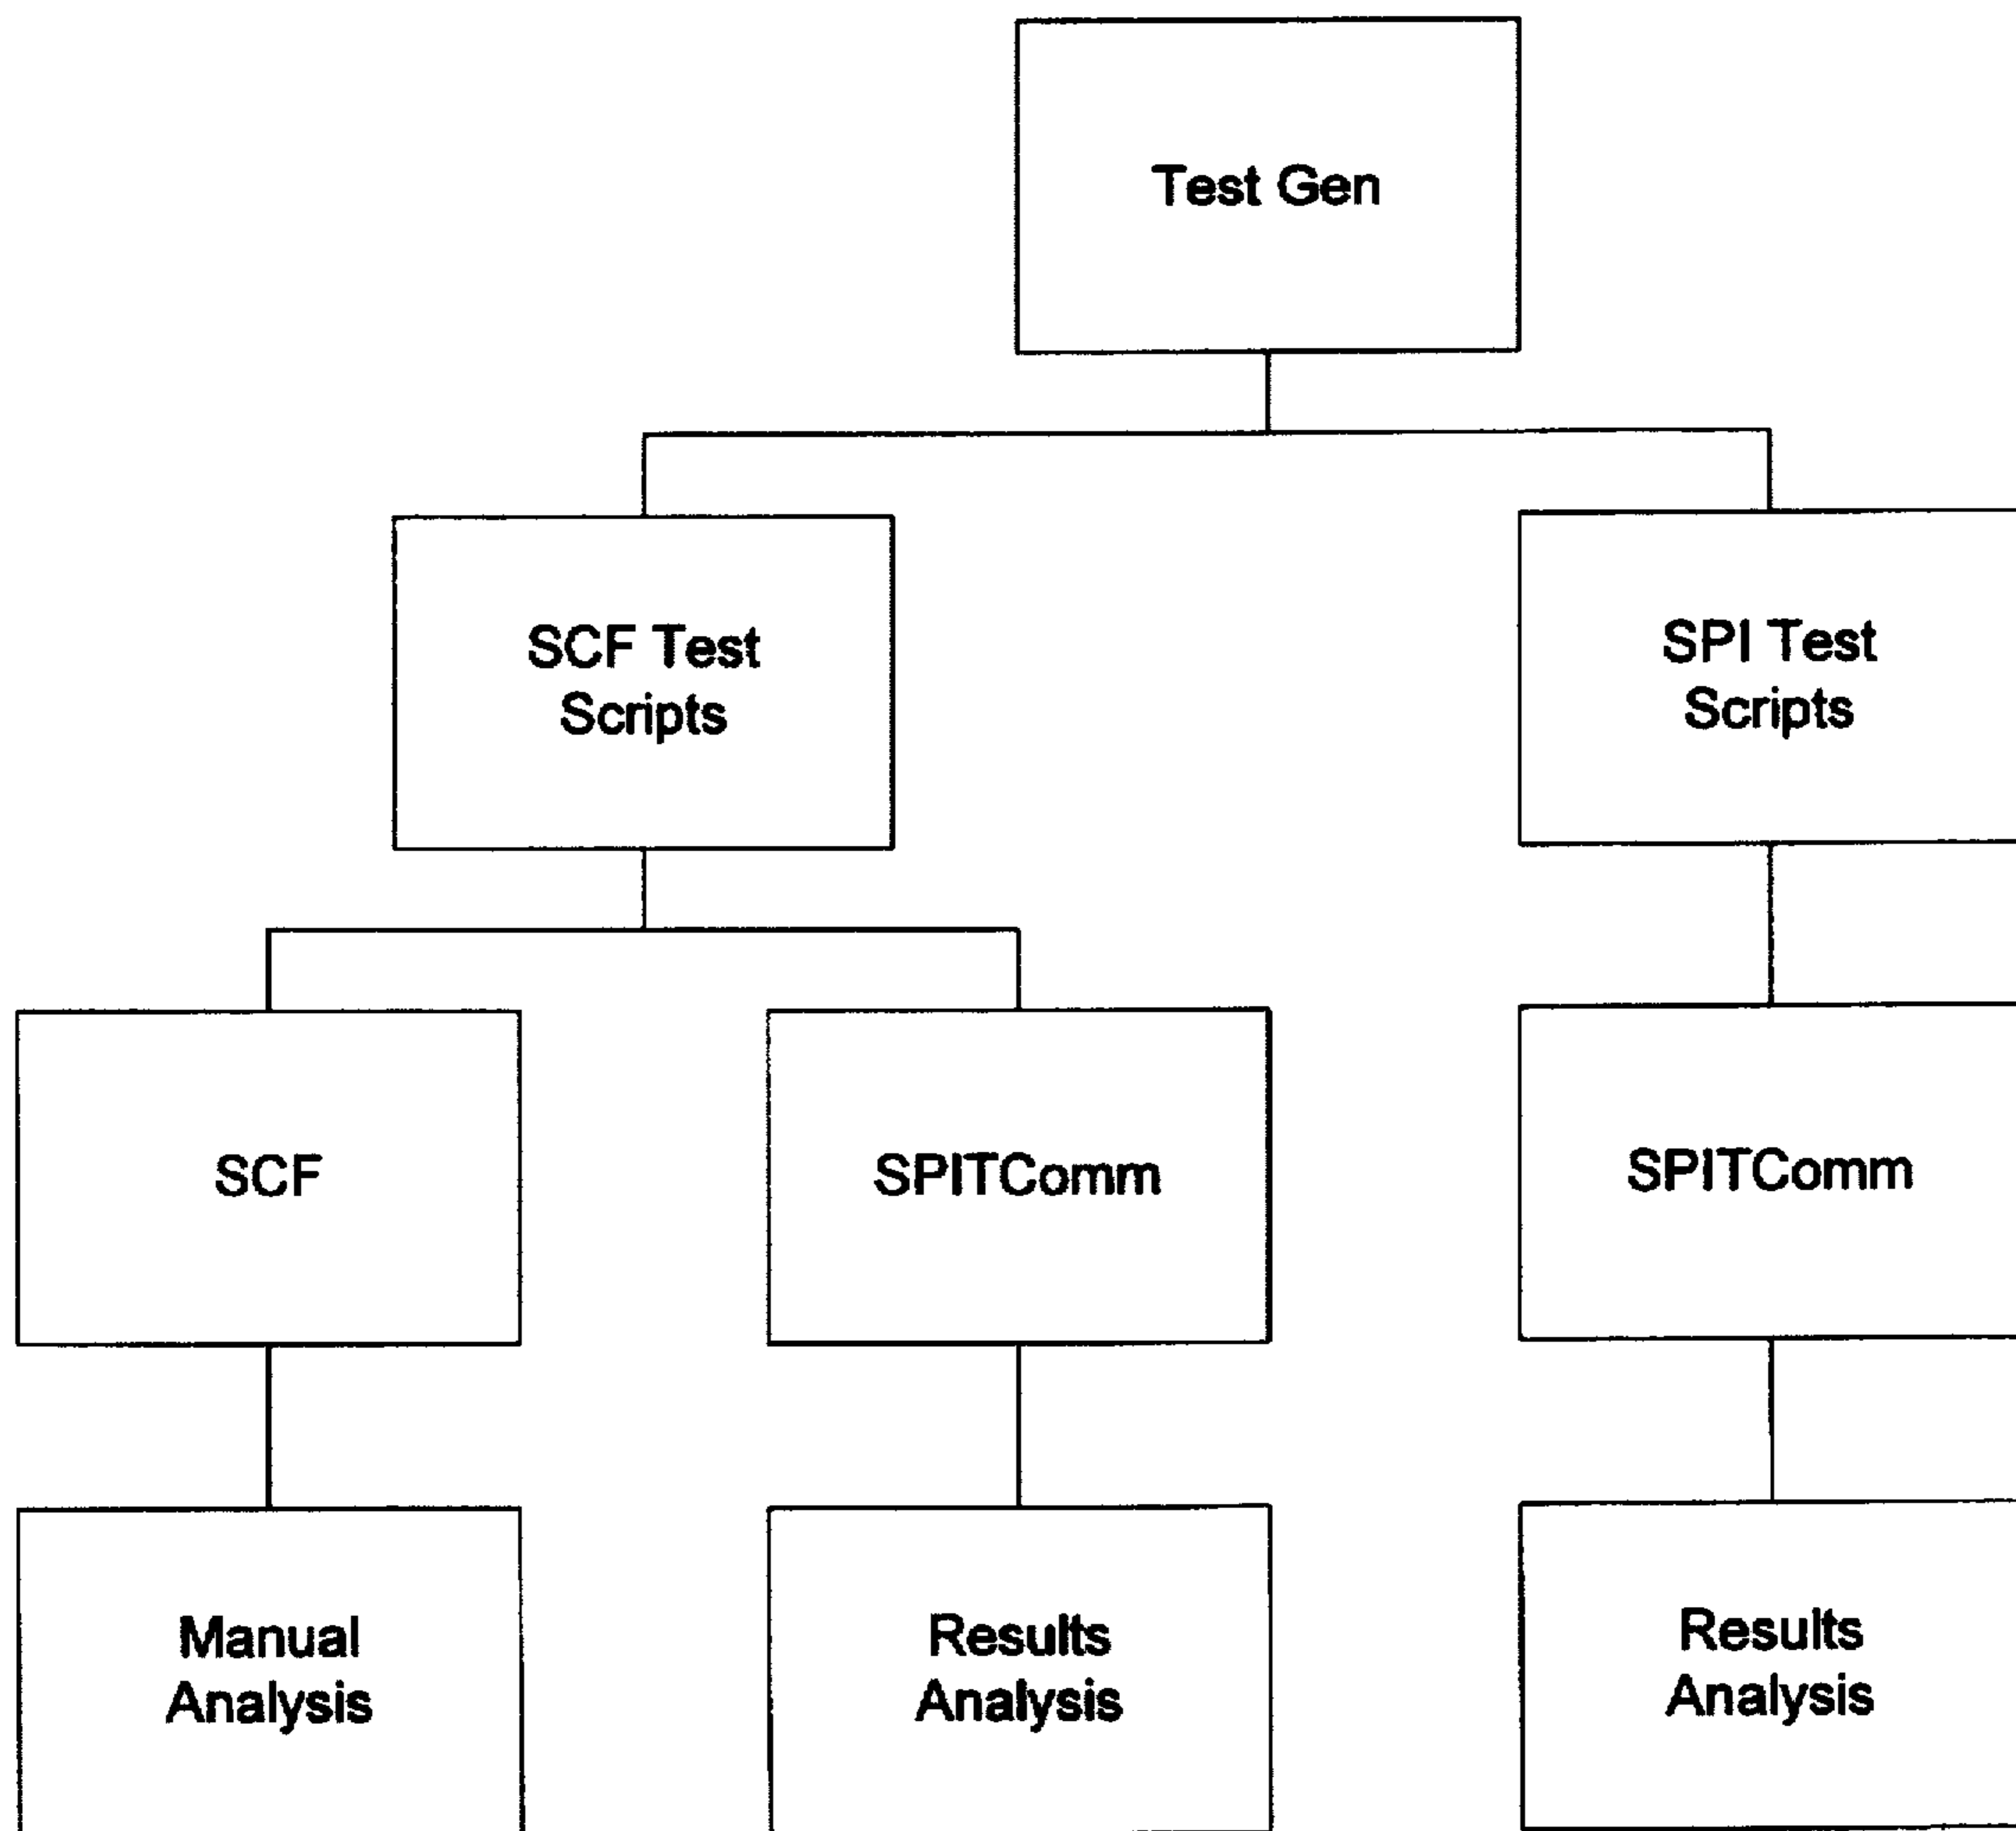 Test Gen
SCF Test
Scripts
SPI Test
Scripts
SCF
SPITComm
SPITComm
Manual
Analysis
Results
Analysis
Results
Analysis